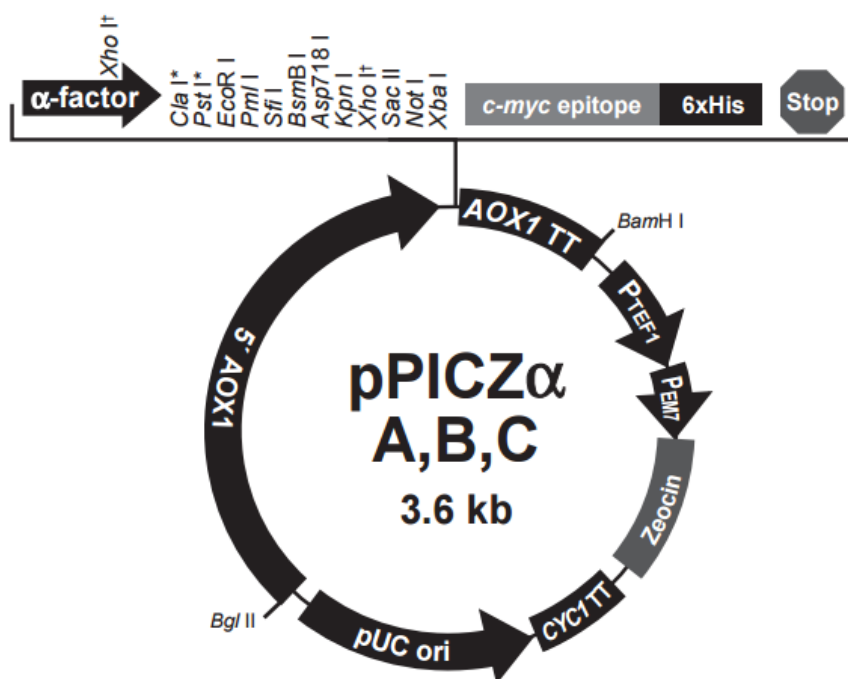 Xho I†
α-factor
Cla I*
Pst I*
EcoR I
Pml I
Sfi I
BsmB I
Asp718 I
Kpn I
Xho I†
Sac II
Not I
Xba I
c-myc epitope
6xHis
Stop
AOX1 TT
BamH I
PTEF1
PEM7
Zeocin
CYC1 TT
pUC ori
Bgl II
5´ AOX1
pPICZα
A,B,C
3.6 kb